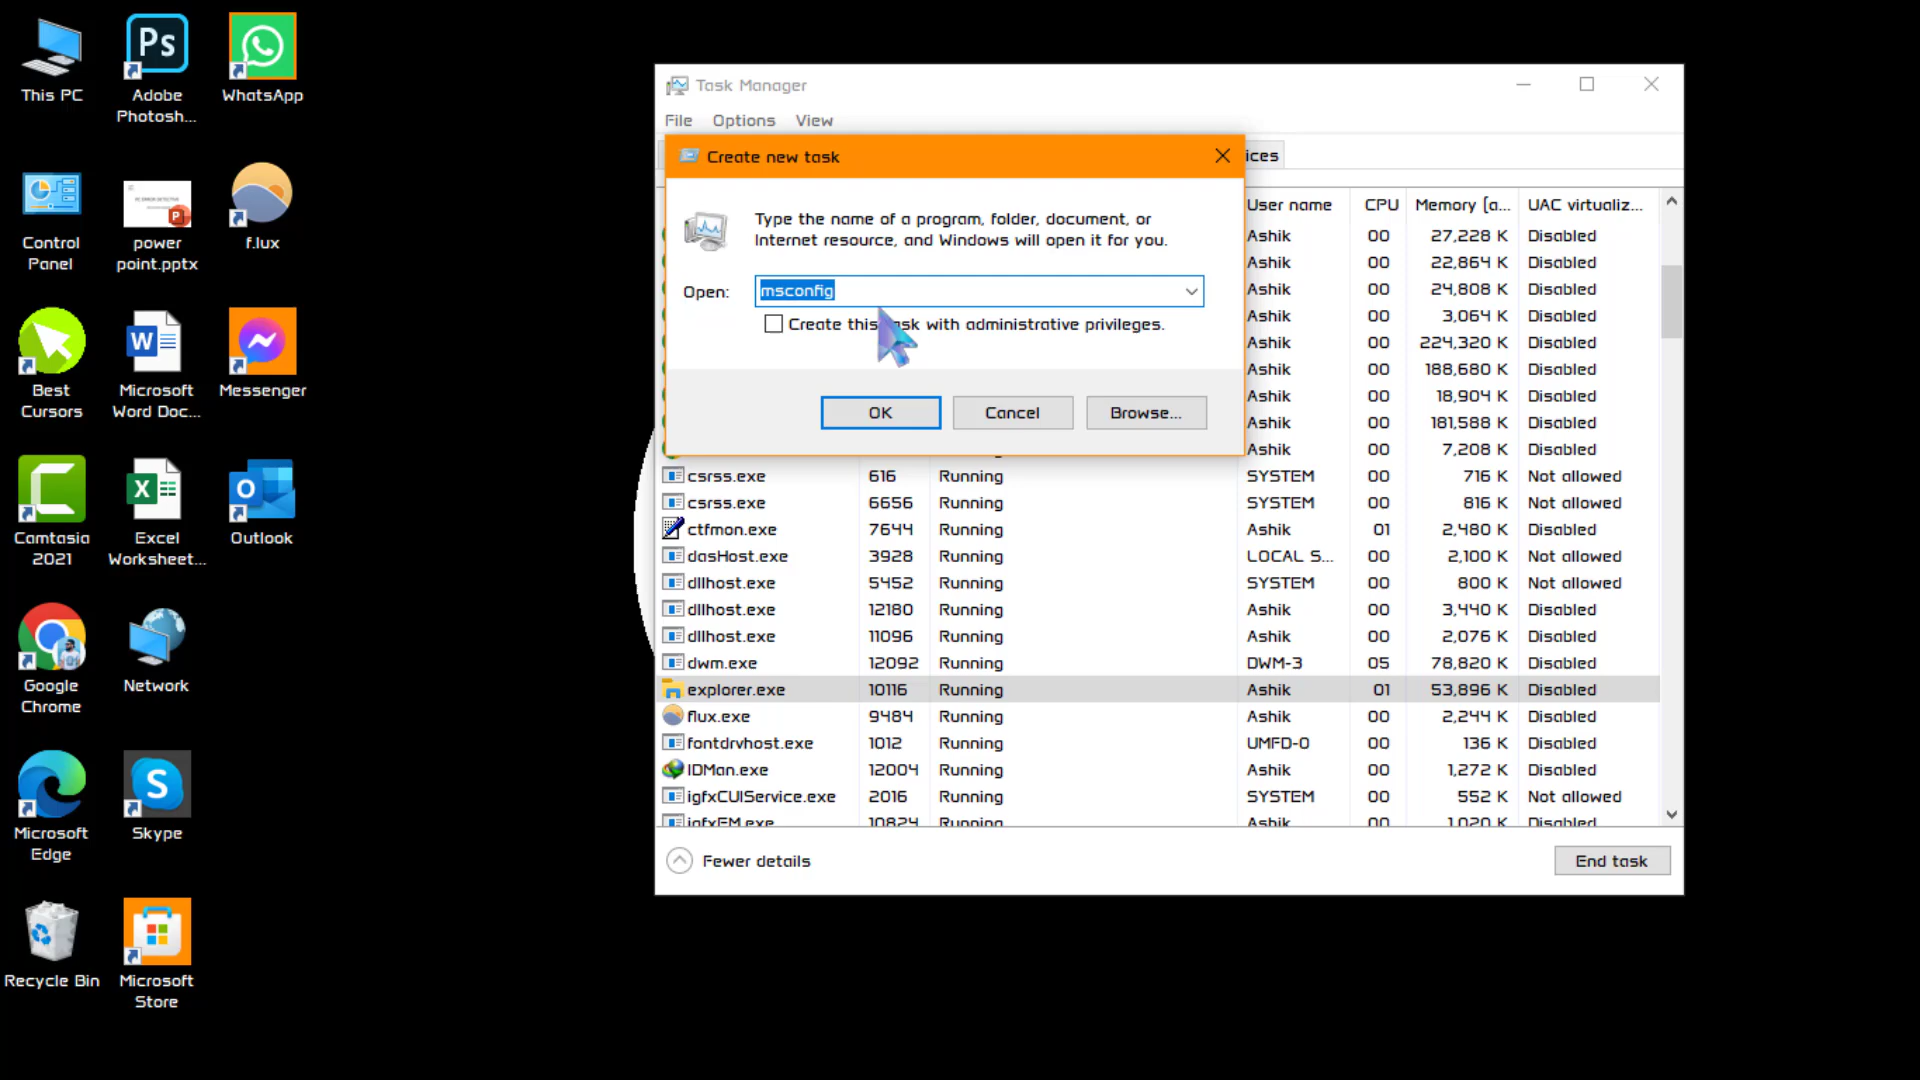 This PC
Adobe
Photosh...
WhatsApp
Control
Panel
power
point.pptx
f.lux
Best
Cursors
Microsoft
Word Doc...
Messenger
Camtasia
2021
Excel
Worksheet...
Outlook
Google
Chrome
Network
Microsoft
Edge
Skype
Recycle Bin
Microsoft
Store
Task Manager
File Options View
Create new task
ices
Type the name of a program, folder, document, or
Internet resource, and Windows will open it for you.
Open: msconfig
Create this task with administrative privileges.
OK Cancel Browse...
User name CPU Memory (a... UAC virtualiz...
Ashik 00 27,228 K Disabled
Ashik 00 22,864 K Disabled
Ashik 00 24,808 K Disabled
Ashik 00 3,064 K Disabled
Ashik 00 224,320 K Disabled
Ashik 00 188,680 K Disabled
Ashik 00 18,904 K Disabled
Ashik 00 181,588 K Disabled
Ashik 00 7,208 K Disabled
csrss.exe 616 Running SYSTEM 00 716 K Not allowed
csrss.exe 6656 Running SYSTEM 00 816 K Not allowed
ctfmon.exe 7644 Running Ashik 01 2,480 K Disabled
dasHost.exe 3928 Running LOCAL S... 00 2,100 K Not allowed
dllhost.exe 5452 Running SYSTEM 00 800 K Not allowed
dllhost.exe 12180 Running Ashik 00 3,440 K Disabled
dllhost.exe 11096 Running Ashik 00 2,076 K Disabled
dwm.exe 12092 Running DWM-3 05 78,820 K Disabled
explorer.exe 10116 Running Ashik 01 53,896 K Disabled
flux.exe 9484 Running Ashik 00 2,244 K Disabled
fontdrvhost.exe 1012 Running UMFD-0 00 136 K Disabled
IDMan.exe 12004 Running Ashik 00 1,272 K Disabled
igfxCUIService.exe 2016 Running SYSTEM 00 552 K Not allowed
igfxEM.exe 10824 Running Ashik 00 1,020 K Disabled
Fewer details End task